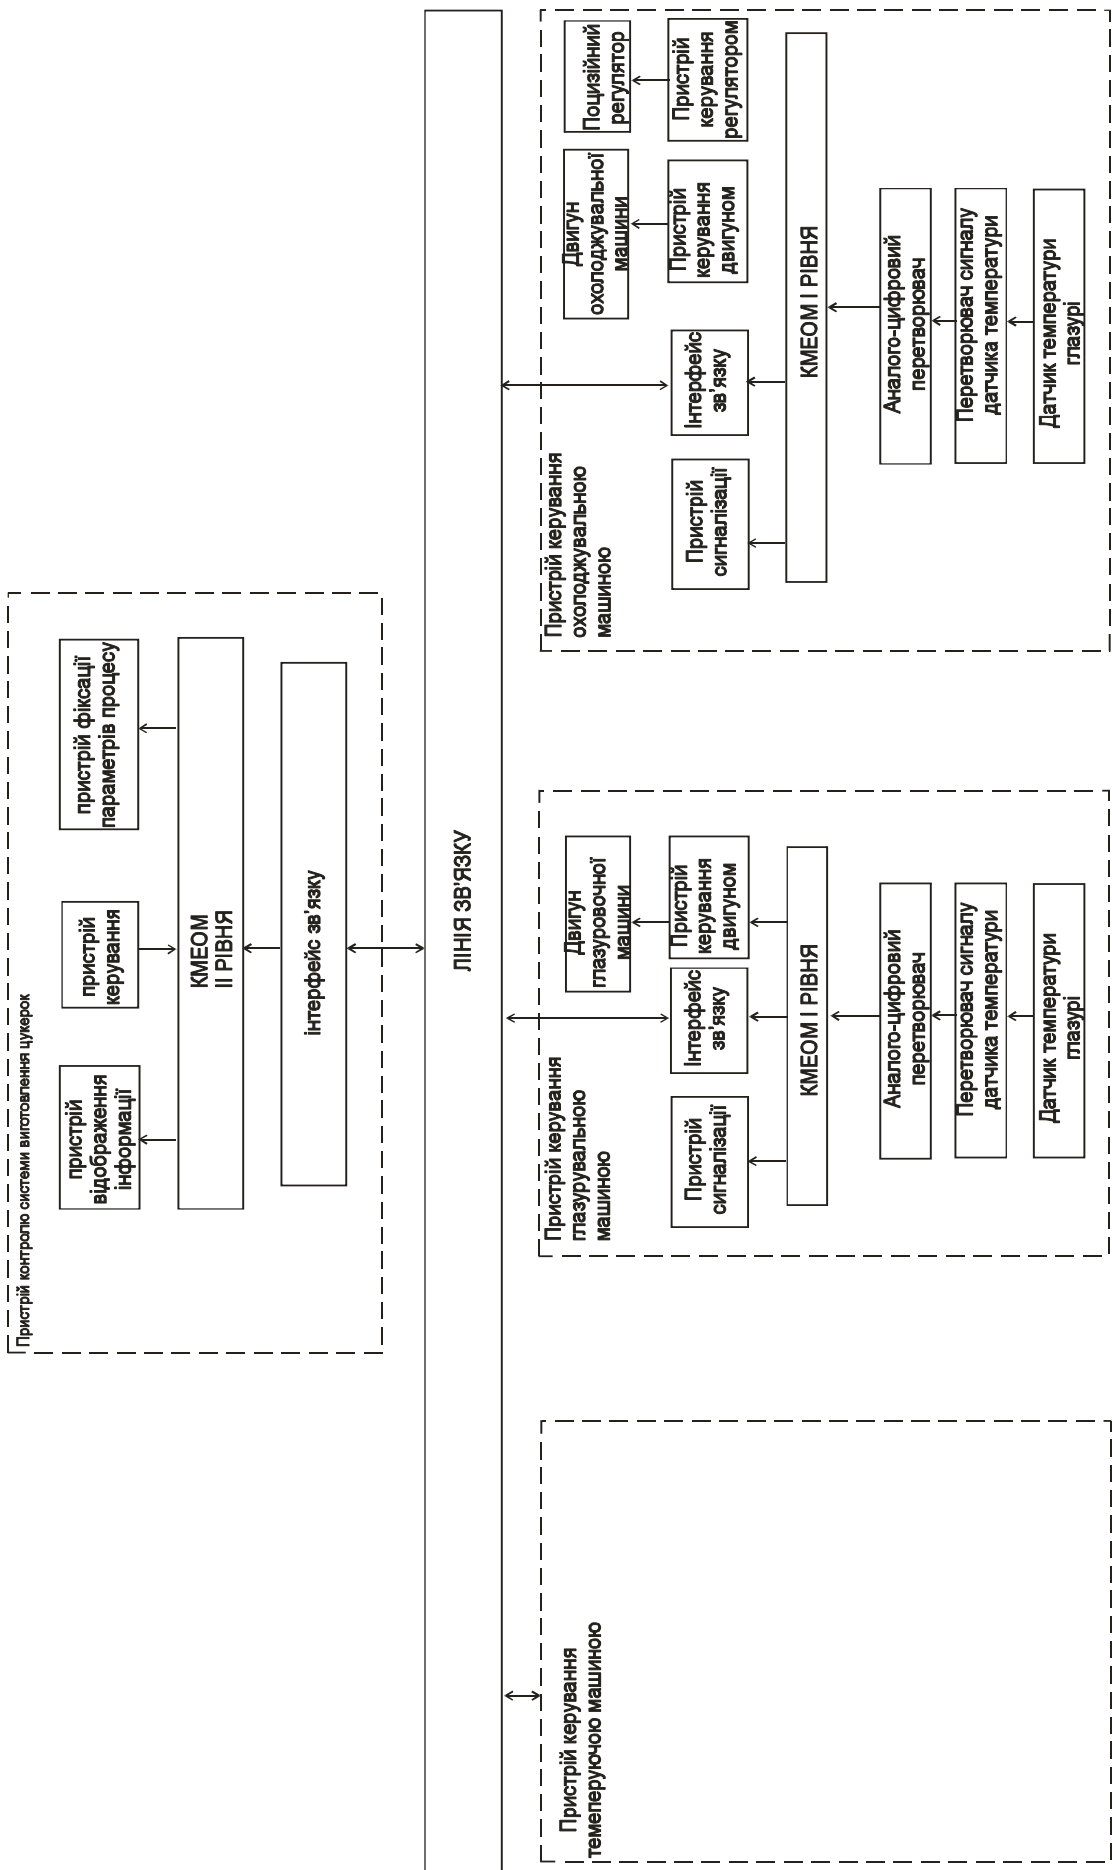 Пристрій контролю системи виготовлення цукерок
пристрій
відображення
інформації
пристрій
керування
пристрій фіксації
параметрів процесу
КМЕОМ
ІІ РІВНЯ
інтерфейс зв'язку
ЛІНІЯ ЗВ'ЯЗКУ
Пристрій керування
темеперуючою машиною
Пристрій керування
глазурувальною
машиною
Двигун
глазуровочної
машини
Пристрій
сигналізації
Інтерфейс
зв'язку
Пристрій
керування
двигуном
КМЕОМ І РІВНЯ
Аналого-цифровий
перетворювач
Перетворювач сигналу
датчика температури
Датчик температури
глазурі
Пристрій керування
охолоджувальною
машиною
Двигун
охолоджувальної
машини
Поцизійний
регулятор
Пристрій
сигналізації
Інтерфейс
зв'язку
Пристрій
керування
двигуном
Пристрій
керування
регулятором
КМЕОМ І РІВНЯ
Аналого-цифровий
перетворювач
Перетворювач сигналу
датчика температури
Датчик температури
глазурі